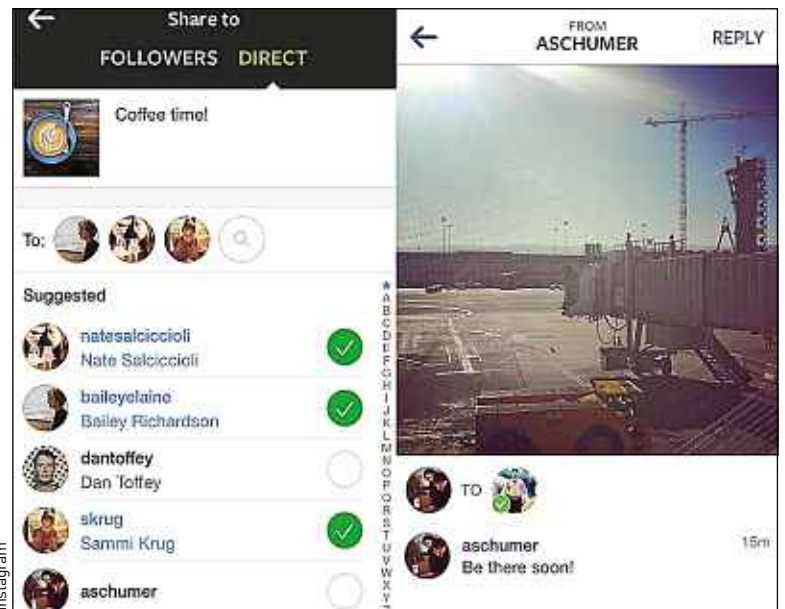 Share to
FOLLOWERS DIRECT
Coffee time!
To:
Suggested
natesalciccioli
Nate Salciccioli
baileyelaine
Bailey Richardson
dantoffey
Dan Toffey
skrug
Sammi Krug
aschumer
A
B
C
D
E
F
G
H
I
J
K
L
M
N
O
P
Q
R
S
T
U
V
W
X
Y
Z
FROM
ASCHUMER
REPLY
TO
aschumer
15m
Be there soon!